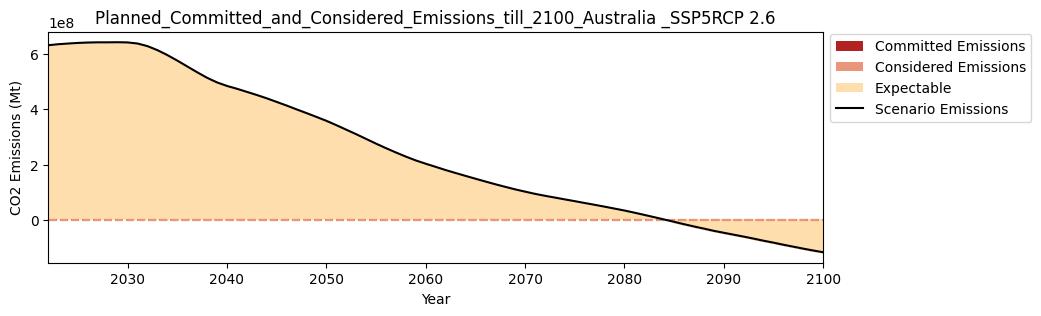 Planned_Committed_and_Considered_Emissions_till_2100_Australia _SSP5RCP 2.6
1e8
6
4
2
0
CO2 Emissions (Mt)
2030 2040 2050 2060 2070 2080 2090 2100
Year
Committed Emissions
Considered Emissions
Expectable
Scenario Emissions